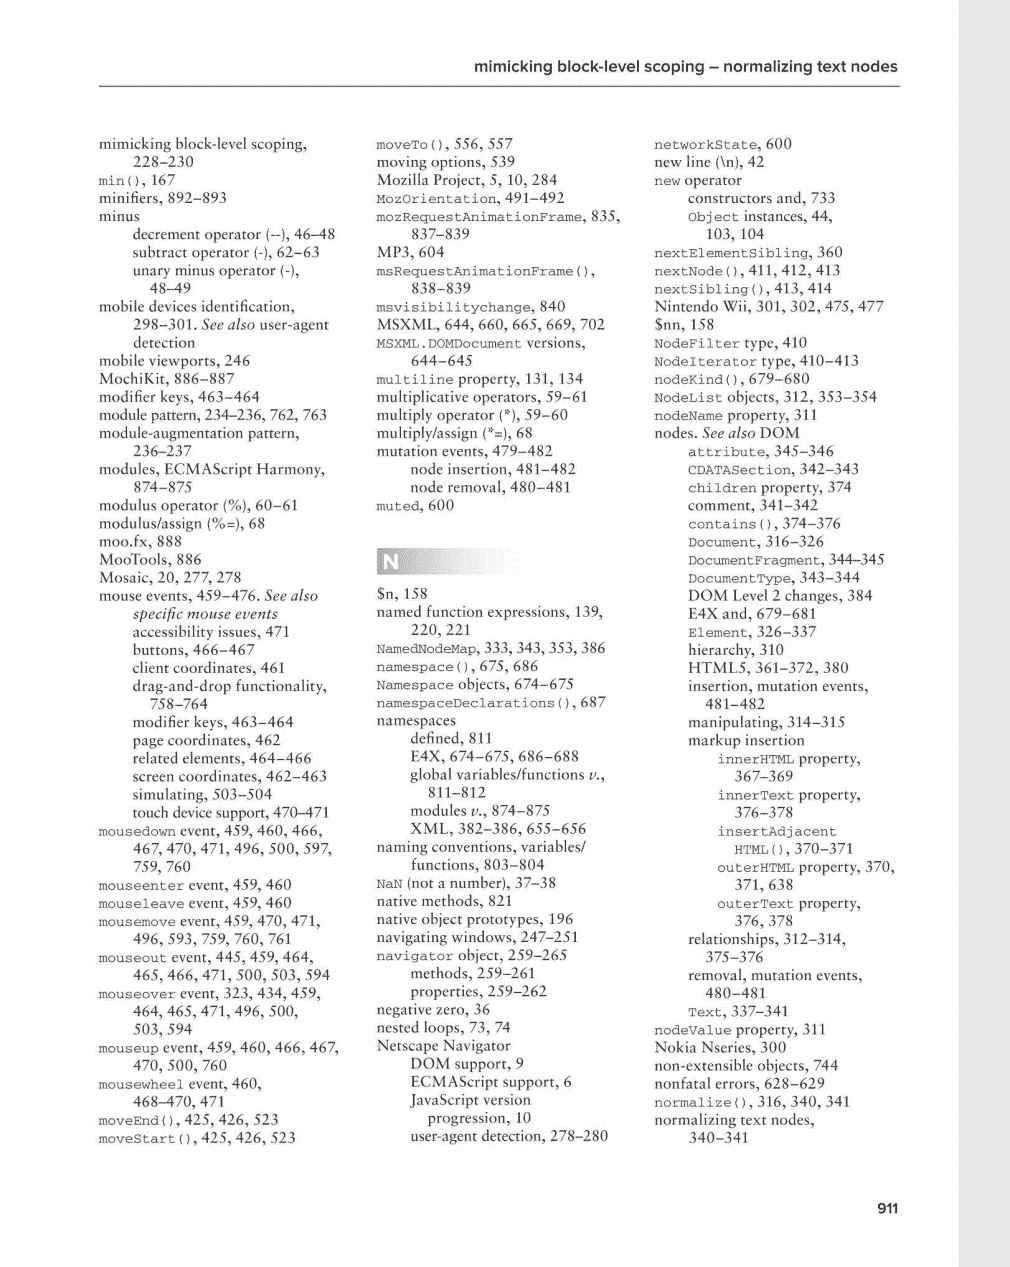 mimicking block-level scoping – normalizing text nodes
mimicking block-level scoping,
228–230
min(), 167
minifiers, 892–893
minus
decrement operator (--), 46–48
subtract operator (-), 62–63
unary minus operator (-),
48–49
mobile devices identification,
298–301. See also user-agent
detection
mobile viewports, 246
MochiKit, 886–887
modifier keys, 463–464
module pattern, 234–236, 762, 763
module-augmentation pattern,
236–237
modules, ECMAScript Harmony,
874–875
modulus operator (%), 60–61
modulus/assign (%=), 68
moo.fx, 888
MooTools, 886
Mosaic, 20, 277, 278
mouse events, 459–476. See also
specific mouse events
accessibility issues, 471
buttons, 466–467
client coordinates, 461
drag-and-drop functionality,
758–764
modifier keys, 463–464
page coordinates, 462
related elements, 464–466
screen coordinates, 462–463
simulating, 503–504
touch device support, 470–471
mousedown event, 459, 460, 466,
467, 470, 471, 496, 500, 597,
759, 760
mouseenter event, 459, 460
mouseleave event, 459, 460
mousemove event, 459, 470, 471,
496, 593, 759, 760, 761
mouseout event, 445, 459, 464,
465, 466, 471, 500, 503, 594
mouseover event, 323, 434, 459,
464, 465, 471, 496, 500,
503, 594
mouseup event, 459, 460, 466, 467,
470, 500, 760
mousewheel event, 460,
468–470, 471
moveEnd(), 425, 426, 523
moveStart(), 425, 426, 523
moveTo(), 556, 557
moving options, 539
Mozilla Project, 5, 10, 284
MozOrientation, 491–492
mozRequestAnimationFrame, 835,
837–839
MP3, 604
msRequestAnimationFrame(),
838–839
msvisibilitychange, 840
MSXML, 644, 660, 665, 669, 702
MSXML.DOMDocument versions,
644–645
multiline property, 131, 134
multiplicative operators, 59–61
multiply operator (*), 59–60
multiply/assign (*=), 68
mutation events, 479–482
node insertion, 481–482
node removal, 480–481
muted, 600
N
$n, 158
named function expressions, 139,
220, 221
NamedNodeMap, 333, 343, 353, 386
namespace(), 675, 686
Namespace objects, 674–675
namespaceDeclarations(), 687
namespaces
defined, 811
E4X, 674–675, 686–688
global variables/functions v.,
811–812
modules v., 874–875
XML, 382–386, 655–656
naming conventions, variables/
functions, 803–804
NaN (not a number), 37–38
native methods, 821
native object prototypes, 196
navigating windows, 247–251
navigator object, 259–265
methods, 259–261
properties, 259–262
negative zero, 36
nested loops, 73, 74
Netscape Navigator
DOM support, 9
ECMAScript support, 6
JavaScript version
progression, 10
user-agent detection, 278–280
networkState, 600
new line (\n), 42
new operator
constructors and, 733
Object instances, 44,
103, 104
nextElementSibling, 360
nextNode(), 411, 412, 413
nextSibling(), 413, 414
Nintendo Wii, 301, 302, 475, 477
$nn, 158
NodeFilter type, 410
NodeIterator type, 410–413
nodeKind(), 679–680
NodeList objects, 312, 353–354
nodeName property, 311
nodes. See also DOM
attribute, 345–346
CDATASection, 342–343
children property, 374
comment, 341–342
contains(), 374–376
Document, 316–326
DocumentFragment, 344–345
DocumentType, 343–344
DOM Level 2 changes, 384
E4X and, 679–681
Element, 326–337
hierarchy, 310
HTML5, 361–372, 380
insertion, mutation events,
481–482
manipulating, 314–315
markup insertion
innerHTML property,
367–369
innerText property,
376–378
insertAdjacent
HTML(), 370–371
outerHTML property, 370,
371, 638
outerText property,
376, 378
relationships, 312–314,
375–376
removal, mutation events,
480–481
Text, 337–341
nodeValue property, 311
Nokia Nseries, 300
non-extensible objects, 744
nonfatal errors, 628–629
normalize(), 316, 340, 341
normalizing text nodes,
340–341
911